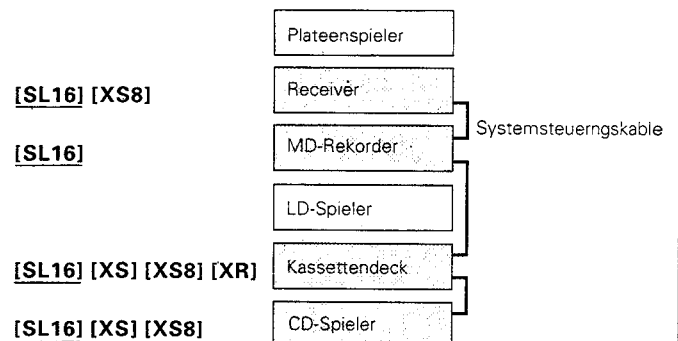 Plateenspieler
[SL16] [XS8] Receiver
Systemsteuerngskable
[SL16] MD-Rekorder
LD-Spieler
[SL16] [XS] [XS8] [XR] Kassettendeck
[SL16] [XS] [XS8] CD-Spieler